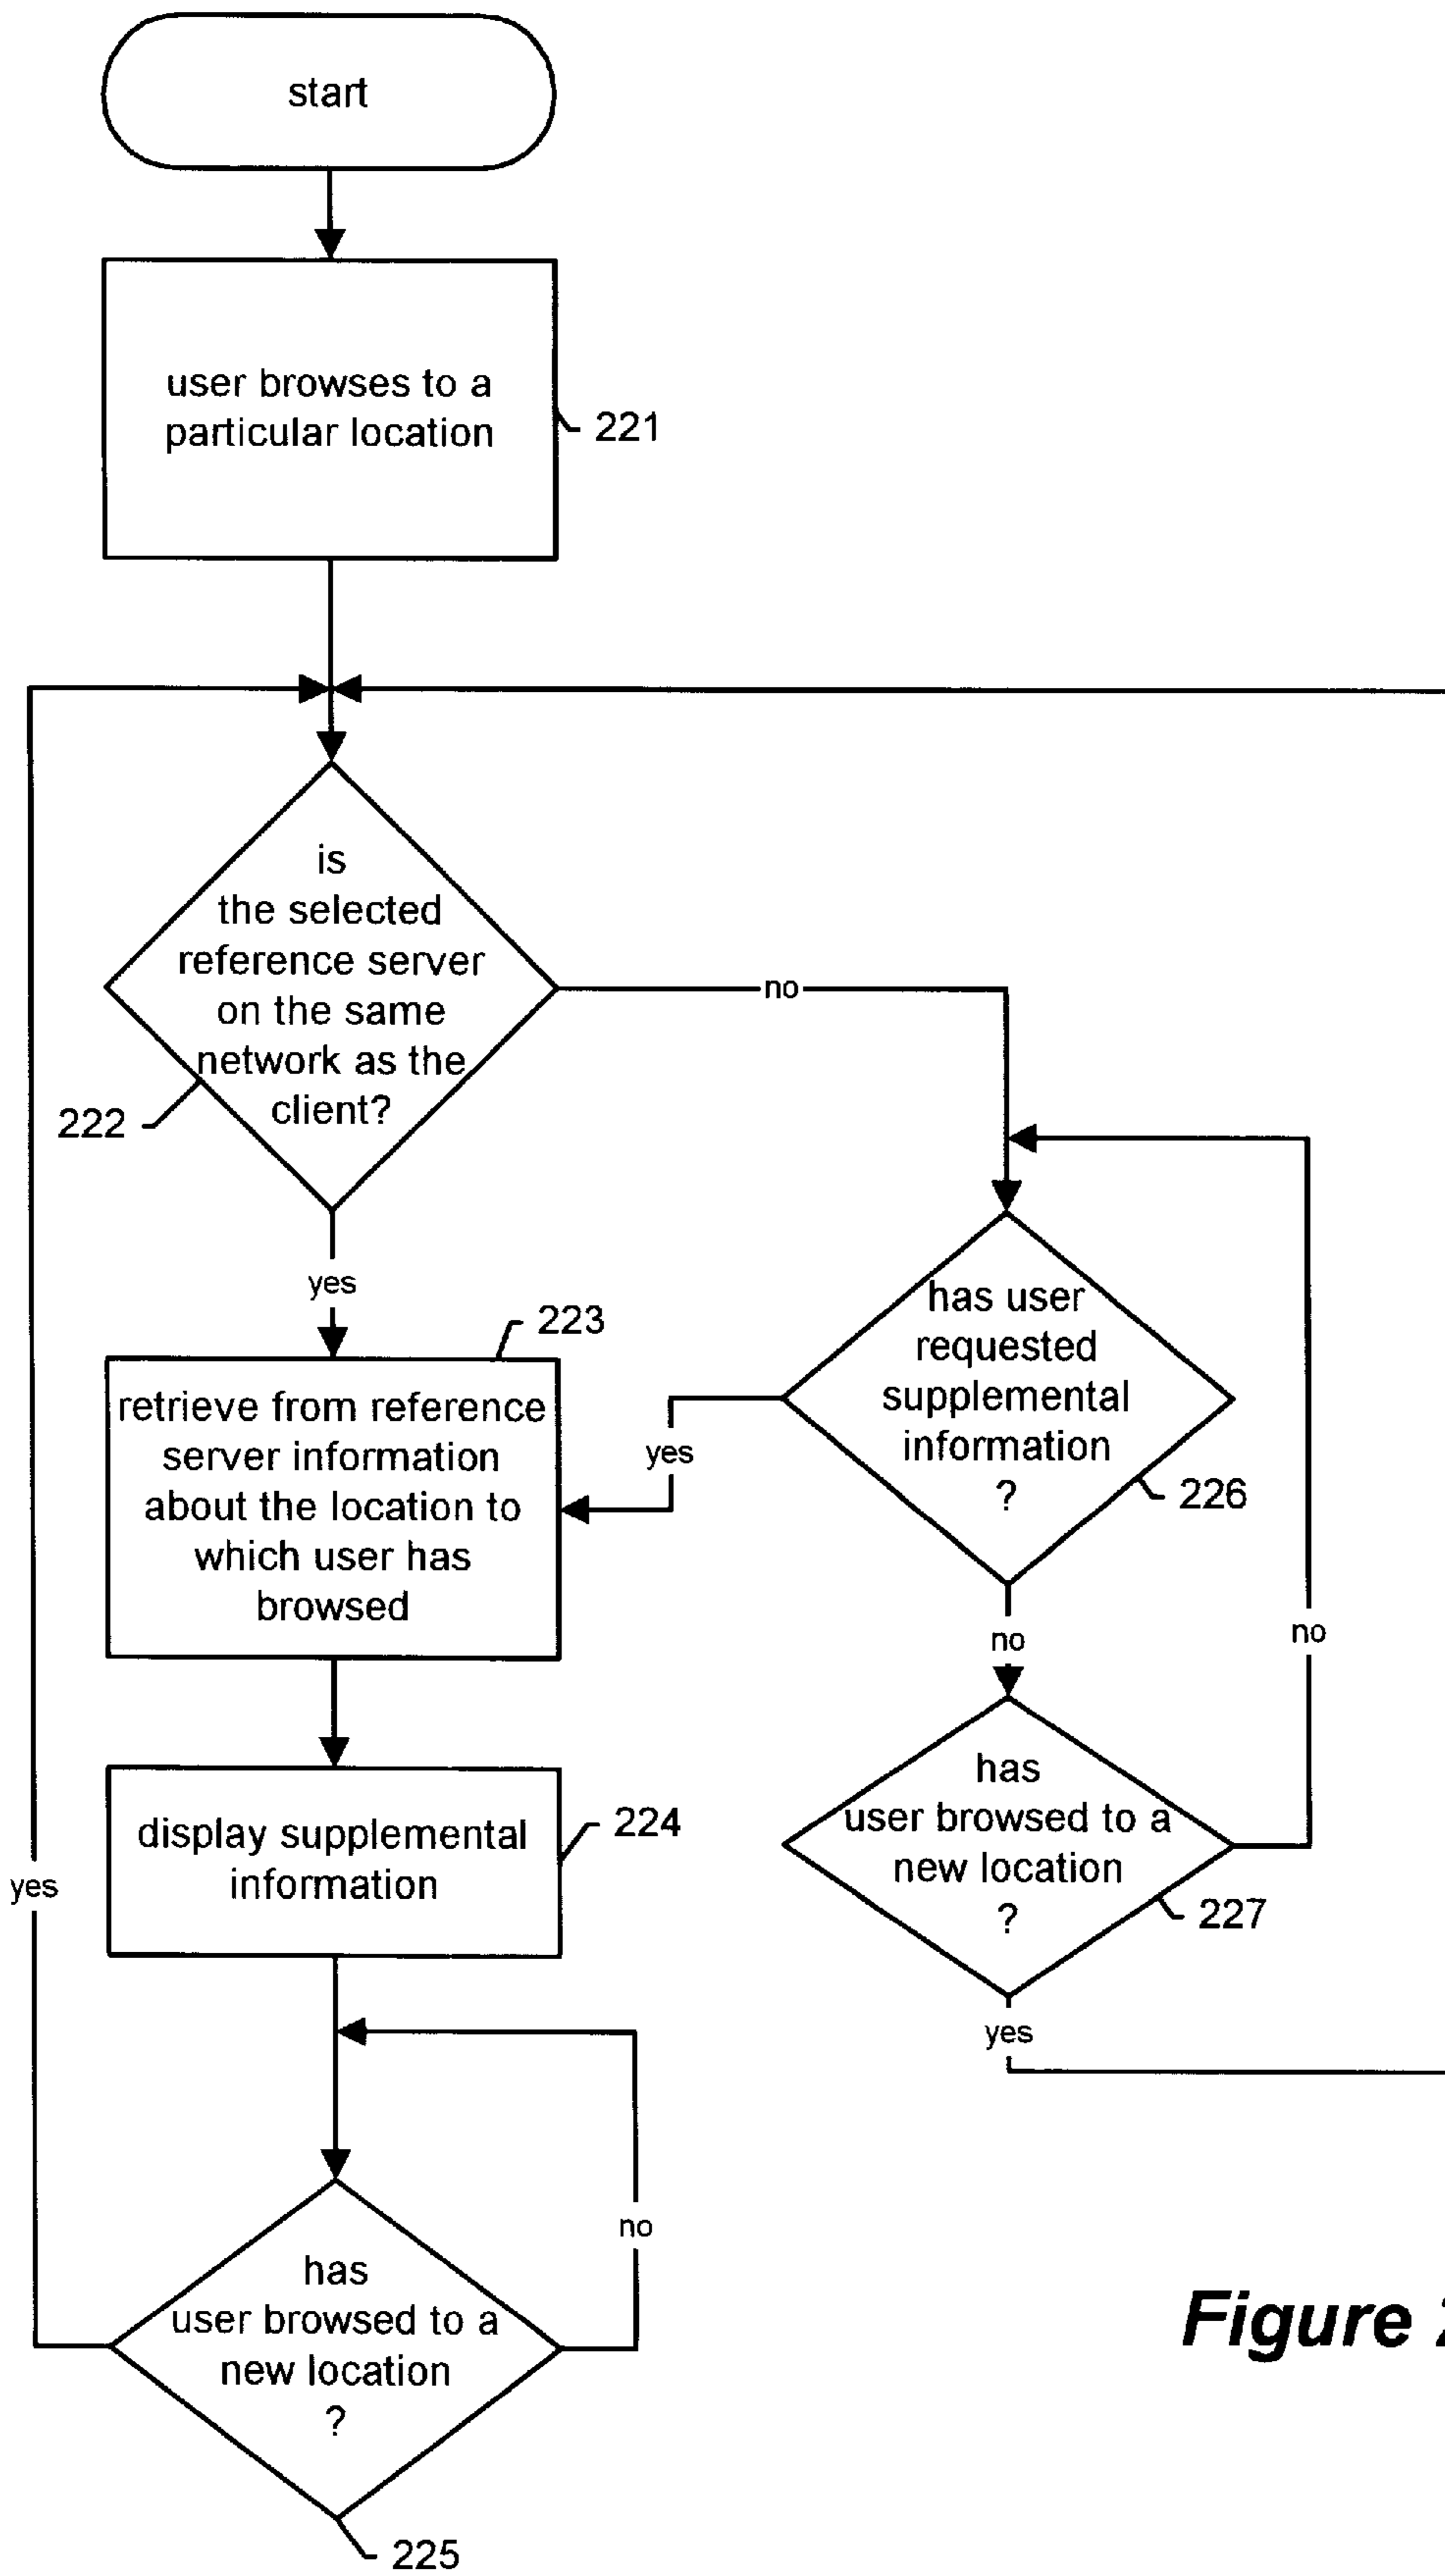 start
user browses to a
particular location
221
is
the selected
reference server
on the same
network as the
client?
222
no
yes
223
retrieve from reference
server information
about the location to
which user has
browsed
yes
has user
requested
supplemental
information
?
226
no
no
display supplemental
information
224
has
user browsed to a
new location
?
227
yes
yes
no
has
user browsed to a
new location
?
225
Figure